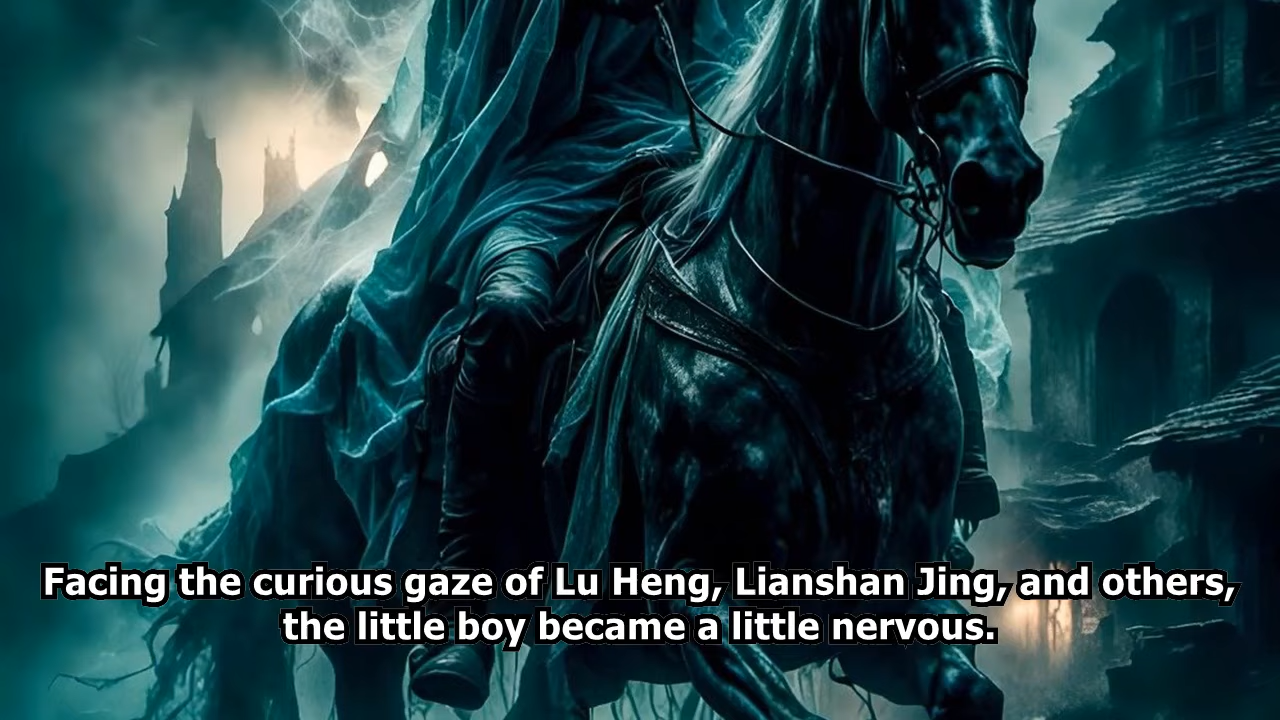 Facing the curious gaze of Lu Heng, Lianshan Jing, and others,
the little boy became a little nervous.